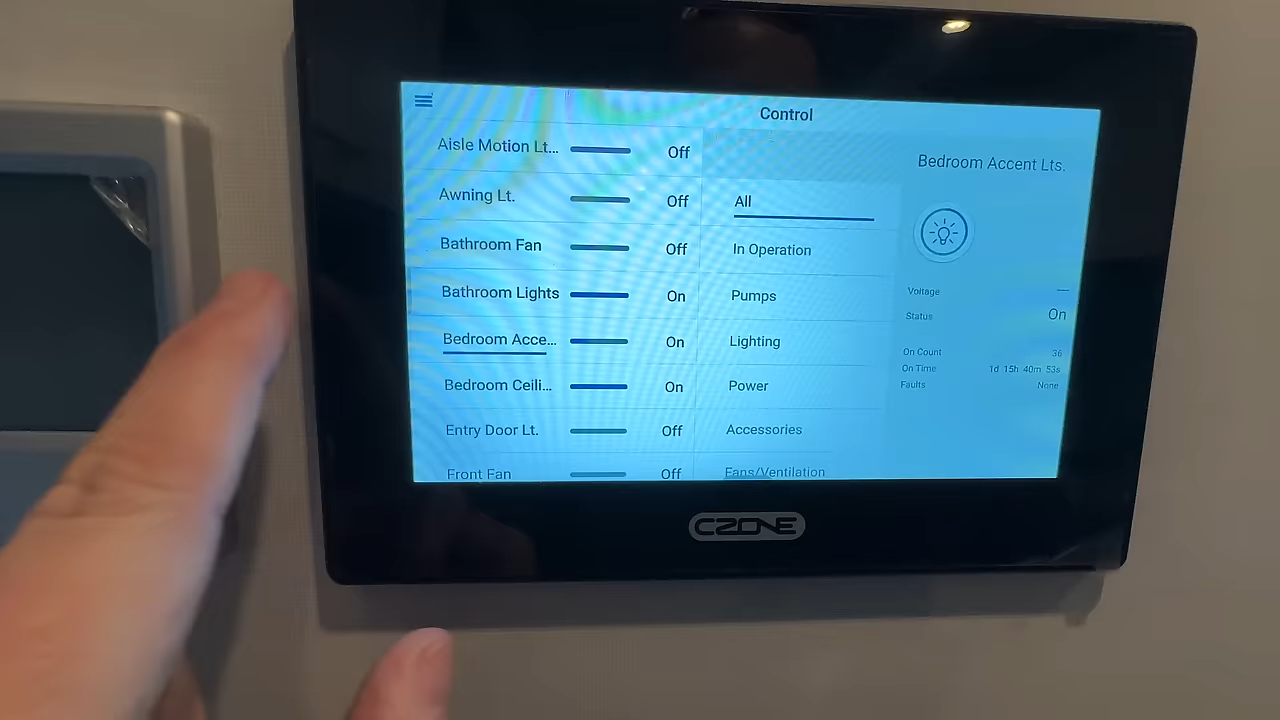 Control
Aisle Motion Lt... Off
Awning Lt. Off
Bathroom Fan Off
Bathroom Lights On
Bedroom Acce... On
Bedroom Ceili... On
Entry Door Lt. Off
Front Fan Off
All
In Operation
Pumps
Lighting
Power
Accessories
Fans/Ventilation
Bedroom Accent Lts.
Voltage —
Status On
On Count 36
On Time 1d 15h 40m 53s
Faults None
CZONE